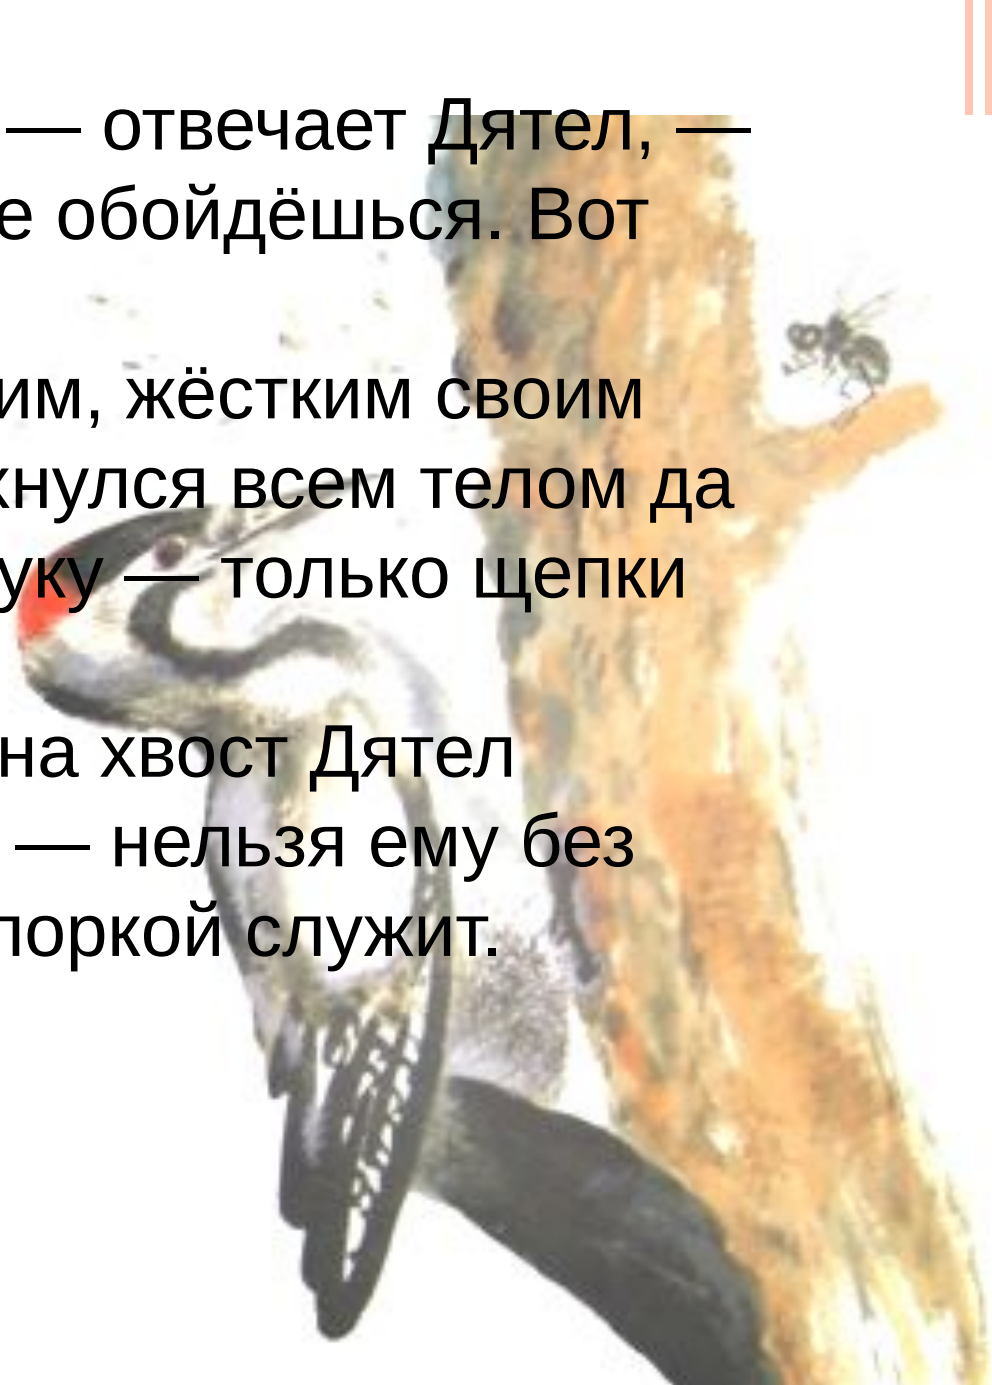 — отвечает Дятел, —
е обойдёшься. Вот
им, жёстким своим
кнулся всем телом да
уку — только щепки
на хвост Дятел
— нельзя ему без
поркой служит.